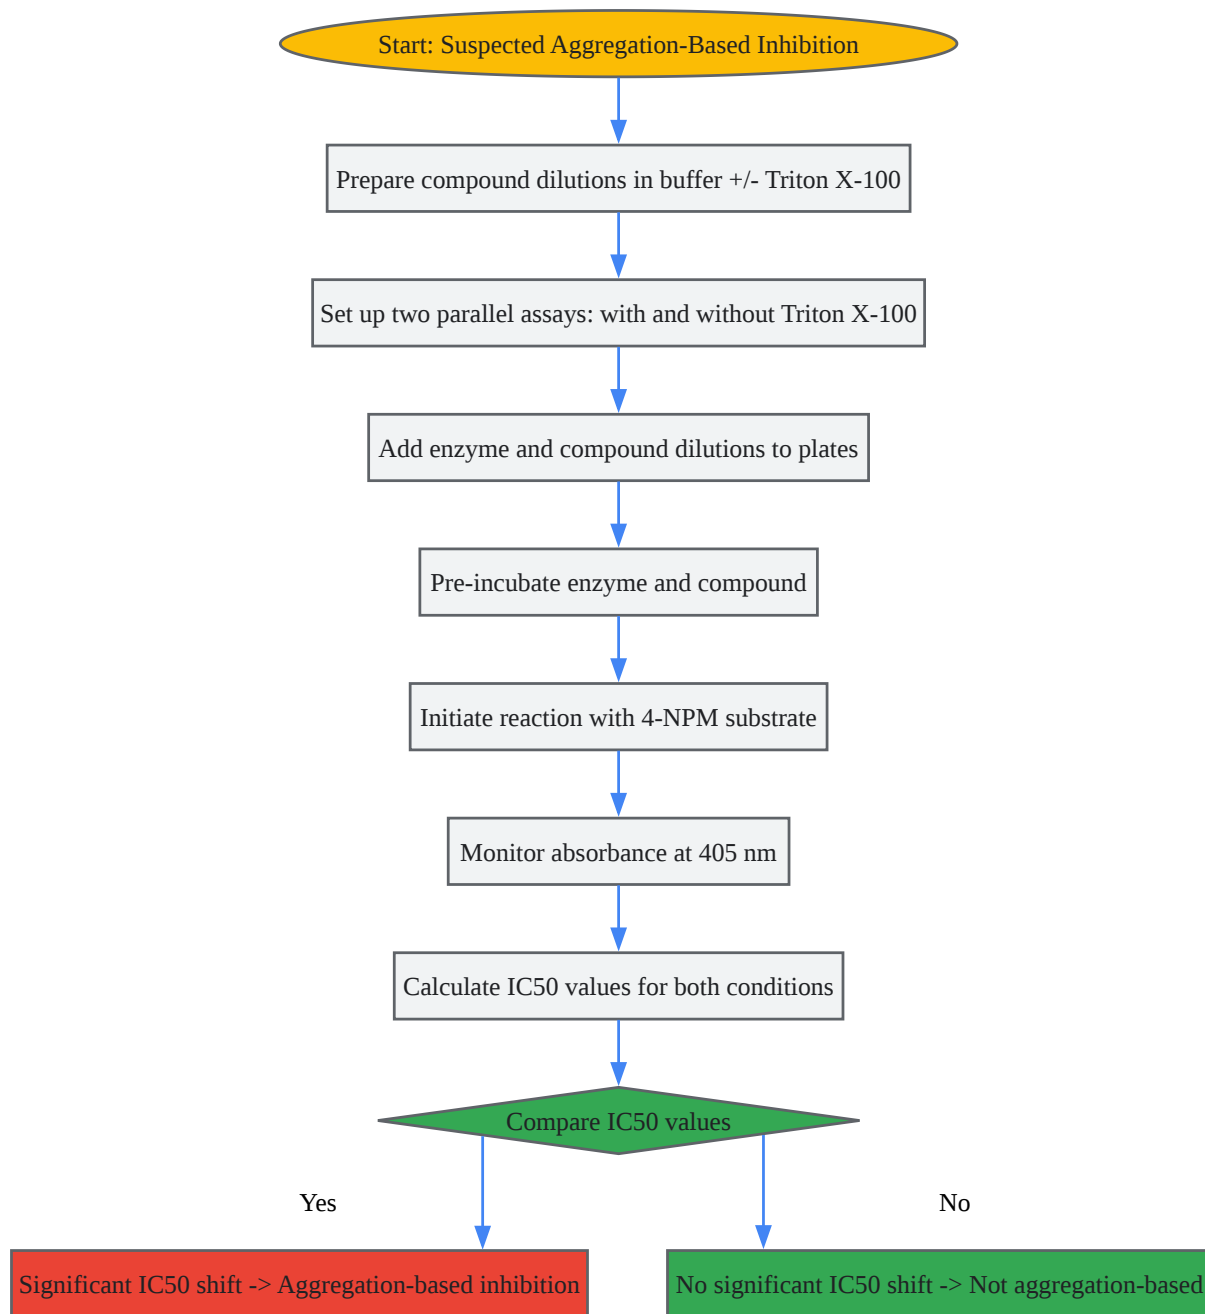 Start: Suspected Aggregation-Based Inhibition
Prepare compound dilutions in buffer +/- Triton X-100
Set up two parallel assays: with and without Triton X-100
Add enzyme and compound dilutions to plates
Pre-incubate enzyme and compound
Initiate reaction with 4-NPM substrate
Monitor absorbance at 405 nm
Calculate IC50 values for both conditions
Compare IC50 values
Yes
No
Significant IC50 shift -> Aggregation-based inhibition
No significant IC50 shift -> Not aggregation-based